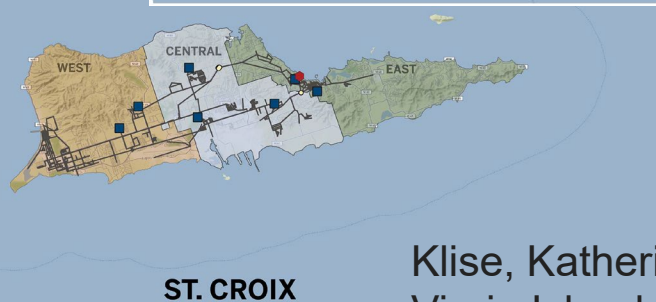 CENTRAL
WEST
EAST
ST. CROIX
Klise, Katheri